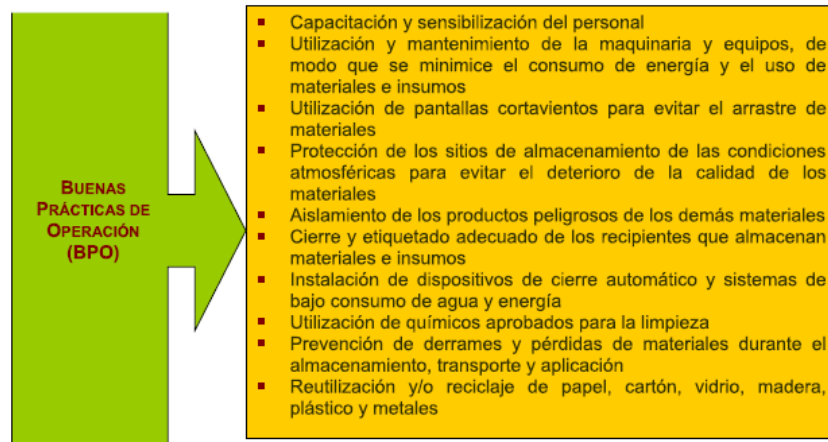 BUENAS
PRÁCTICAS DE
OPERACIÓN
(BPO)
▪ Capacitación y sensibilización del personal
▪ Utilización y mantenimiento de la maquinaria y equipos, de
modo que se minimice el consumo de energía y el uso de
materiales e insumos
▪ Utilización de pantallas cortavientos para evitar el arrastre de
materiales
▪ Protección de los sitios de almacenamiento de las condiciones
atmosféricas para evitar el deterioro de la calidad de los
materiales
▪ Aislamiento de los productos peligrosos de los demás materiales
▪ Cierre y etiquetado adecuado de los recipientes que almacenan
materiales e insumos
▪ Instalación de dispositivos de cierre automático y sistemas de
bajo consumo de agua y energía
▪ Utilización de químicos aprobados para la limpieza
▪ Prevención de derrames y pérdidas de materiales durante el
almacenamiento, transporte y aplicación
▪ Reutilización y/o reciclaje de papel, cartón, vidrio, madera,
plástico y metales